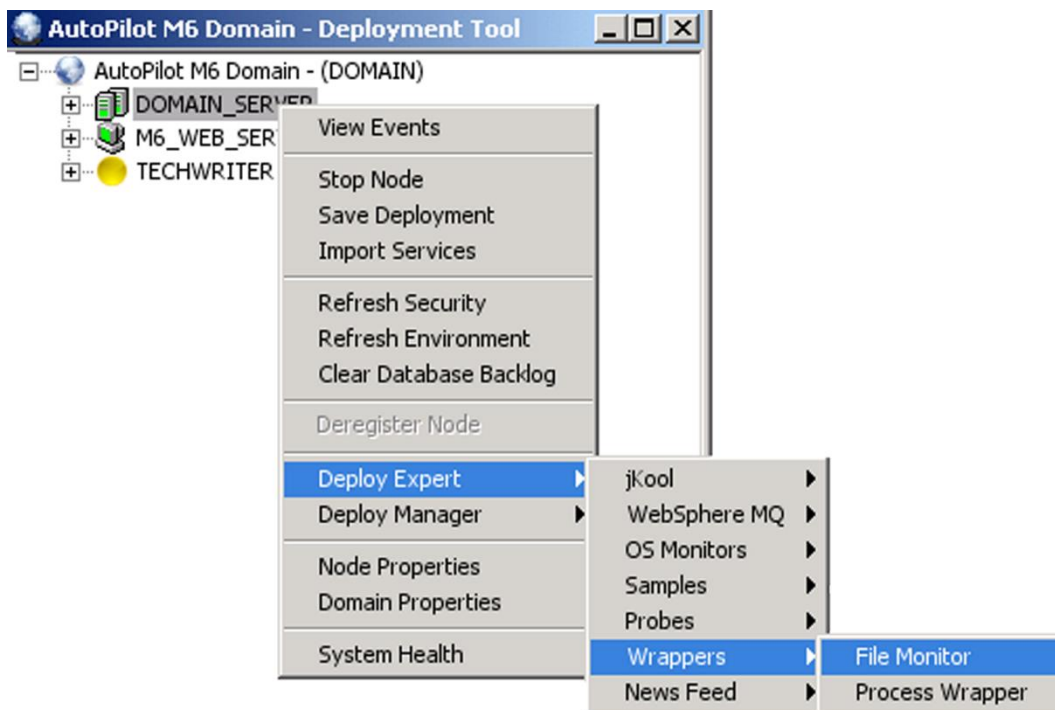 AutoPilot M6 Domain - Deployment Tool
AutoPilot M6 Domain - (DOMAIN)
DOMAIN_SERVER
M6_WEB_SER
TECHWRITER
View Events
Stop Node
Save Deployment
Import Services
Refresh Security
Refresh Environment
Clear Database Backlog
Deregister Node
Deploy Expert
Deploy Manager
Node Properties
Domain Properties
System Health
jKool
WebSphere MQ
OS Monitors
Samples
Probes
Wrappers
News Feed
File Monitor
Process Wrapper